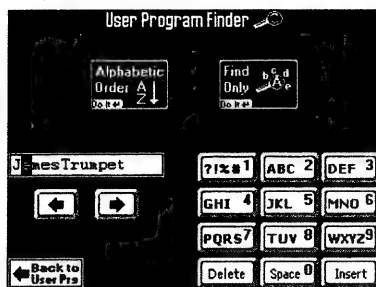 User Program Finder
Alphabetic
Order A
Z
Do It
Find
Only
b c d
A e
Do It
JamesTrumpet
?!%# 1
ABC 2
DEF 3
GHI 4
JKL 5
MNO 6
PQRS 7
TUV 8
WXYZ 9
Back to
User Prg
Delete
Space 0
Insert